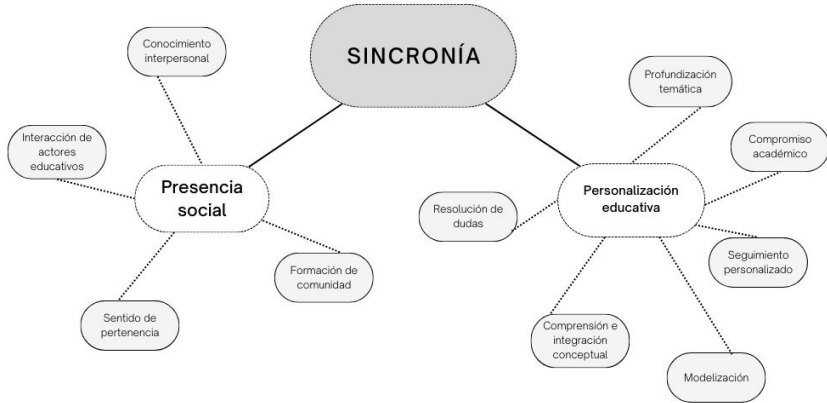 SINCRONÍA
Conocimiento
interpersonal
Interacción de
actores
educativos
Presencia
social
Formación de
comunidad
Sentido de
pertenencia
Profundización
temática
Compromiso
académico
Personalización
educativa
Resolución de
dudas
Seguimiento
personalizado
Comprensión e
integración
conceptual
Modelización